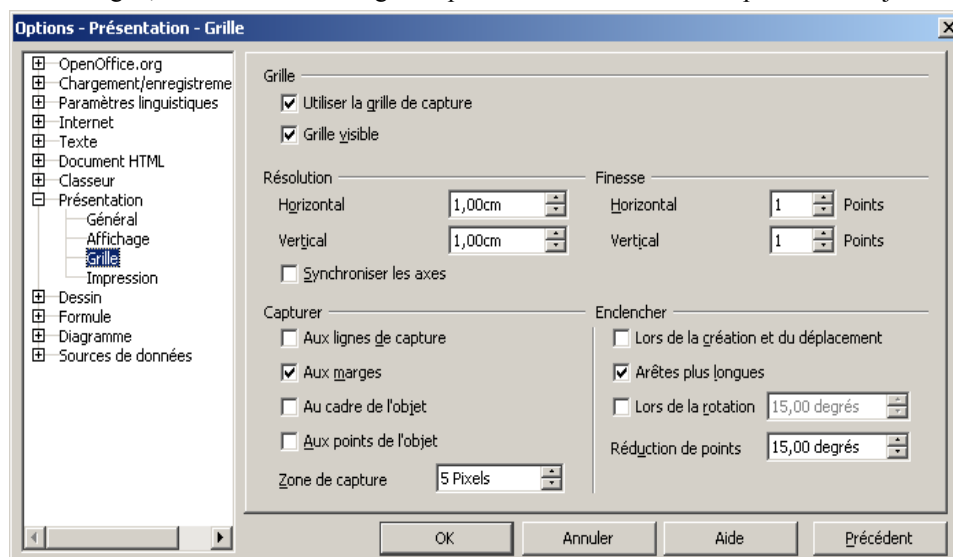 Options - Présentation - Grille
OpenOffice.org
Chargement/enregistreme
Paramètres linguistiques
Internet
Texte
Document HTML
Classeur
Présentation
Général
Affichage
Grille
Impression
Dessin
Formule
Diagramme
Sources de données
Grille
Utiliser la grille de capture
Grille visible
Résolution
Horizontal 1,00cm
Vertical 1,00cm
Synchroniser les axes
Finesse
Horizontal 1 Points
Vertical 1 Points
Capturer
Aux lignes de capture
Aux marges
Au cadre de l'objet
Aux points de l'objet
Zone de capture 5 Pixels
Enclencher
Lors de la création et du déplacement
Arêtes plus longues
Lors de la rotation 15,00 degrés
Réduction de points 15,00 degrés
OK Annuler Aide Précédent